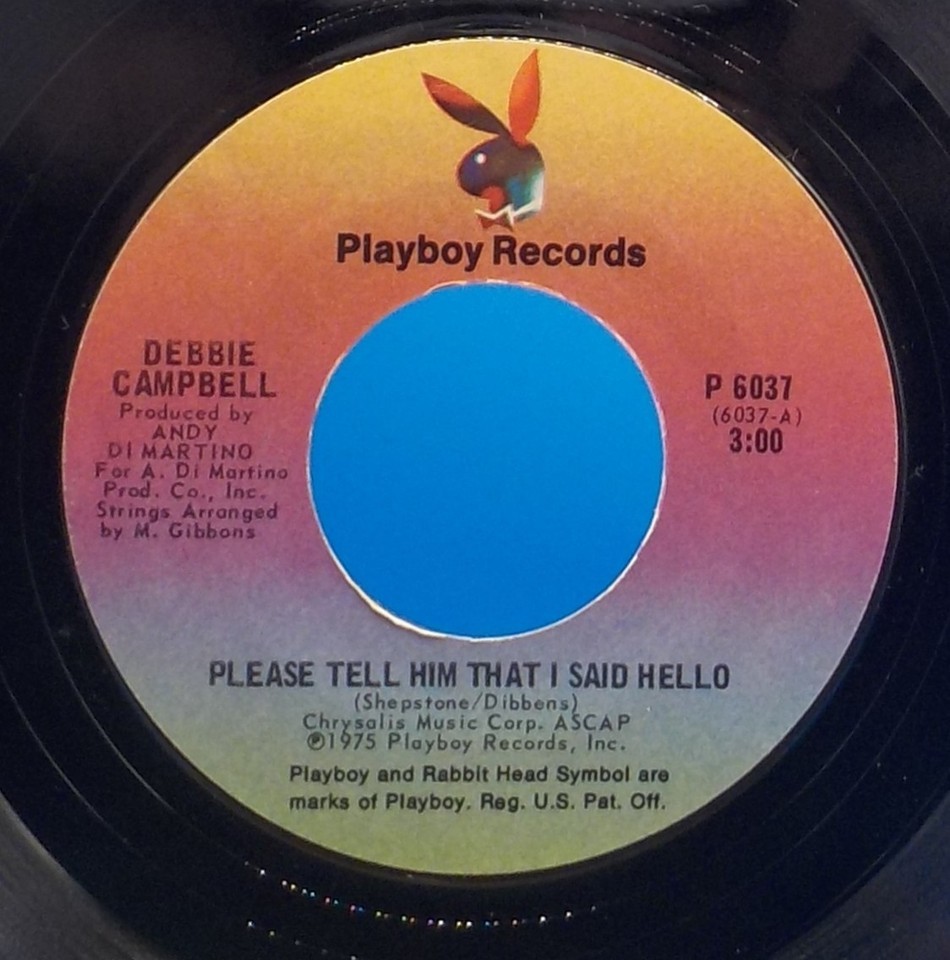 Playboy Records
DEBBIE
CAMPBELL
Produced by
ANDY
DI MARTINO
For A. Di Martino
Prod. Co., Inc.
Strings Arranged
by M. Gibbons
P 6037
(6037-A)
3:00
PLEASE TELL HIM THAT I SAID HELLO
(Shepstone/Dibbens)
Chrysalis Music Corp. ASCAP
℗1975 Playboy Records, Inc.
Playboy and Rabbit Head Symbol are
marks of Playboy. Reg. U.S. Pat. Off.